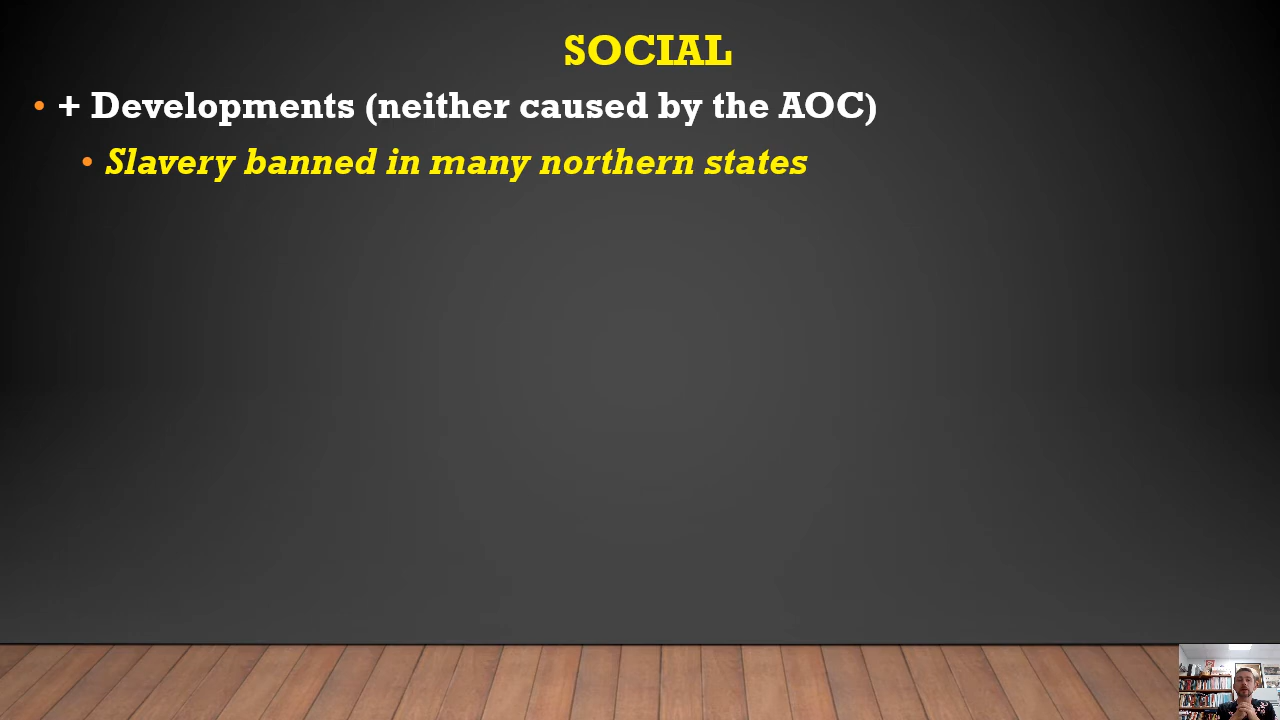 SOCIAL
• + Developments (neither caused by the AOC)
• Slavery banned in many northern states